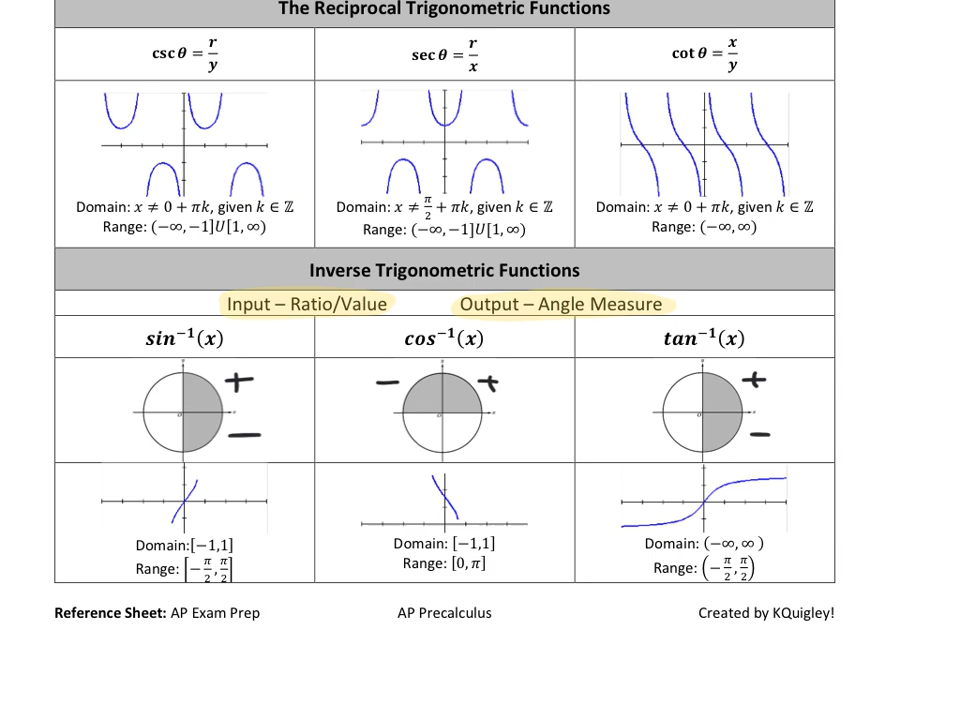 The Reciprocal Trigonometric Functions
csc θ = r/y
sec θ = r/x
cot θ = x/y
Domain: x ≠ 0 + πk, given k ∈ ℤ
Range: (−∞, −1]U[1, ∞)
Domain: x ≠ π/2 + πk, given k ∈ ℤ
Range: (−∞, −1]U[1, ∞)
Domain: x ≠ 0 + πk, given k ∈ ℤ
Range: (−∞, ∞)
Inverse Trigonometric Functions
Input – Ratio/Value
Output – Angle Measure
sin⁻¹(x)
cos⁻¹(x)
tan⁻¹(x)
+
−
− +
+
−
Domain:[−1,1]
Range: [−π/2, π/2]
Domain: [−1,1]
Range: [0, π]
Domain: (−∞, ∞ )
Range: (−π/2, π/2)
Reference Sheet: AP Exam Prep
AP Precalculus
Created by KQuigley!